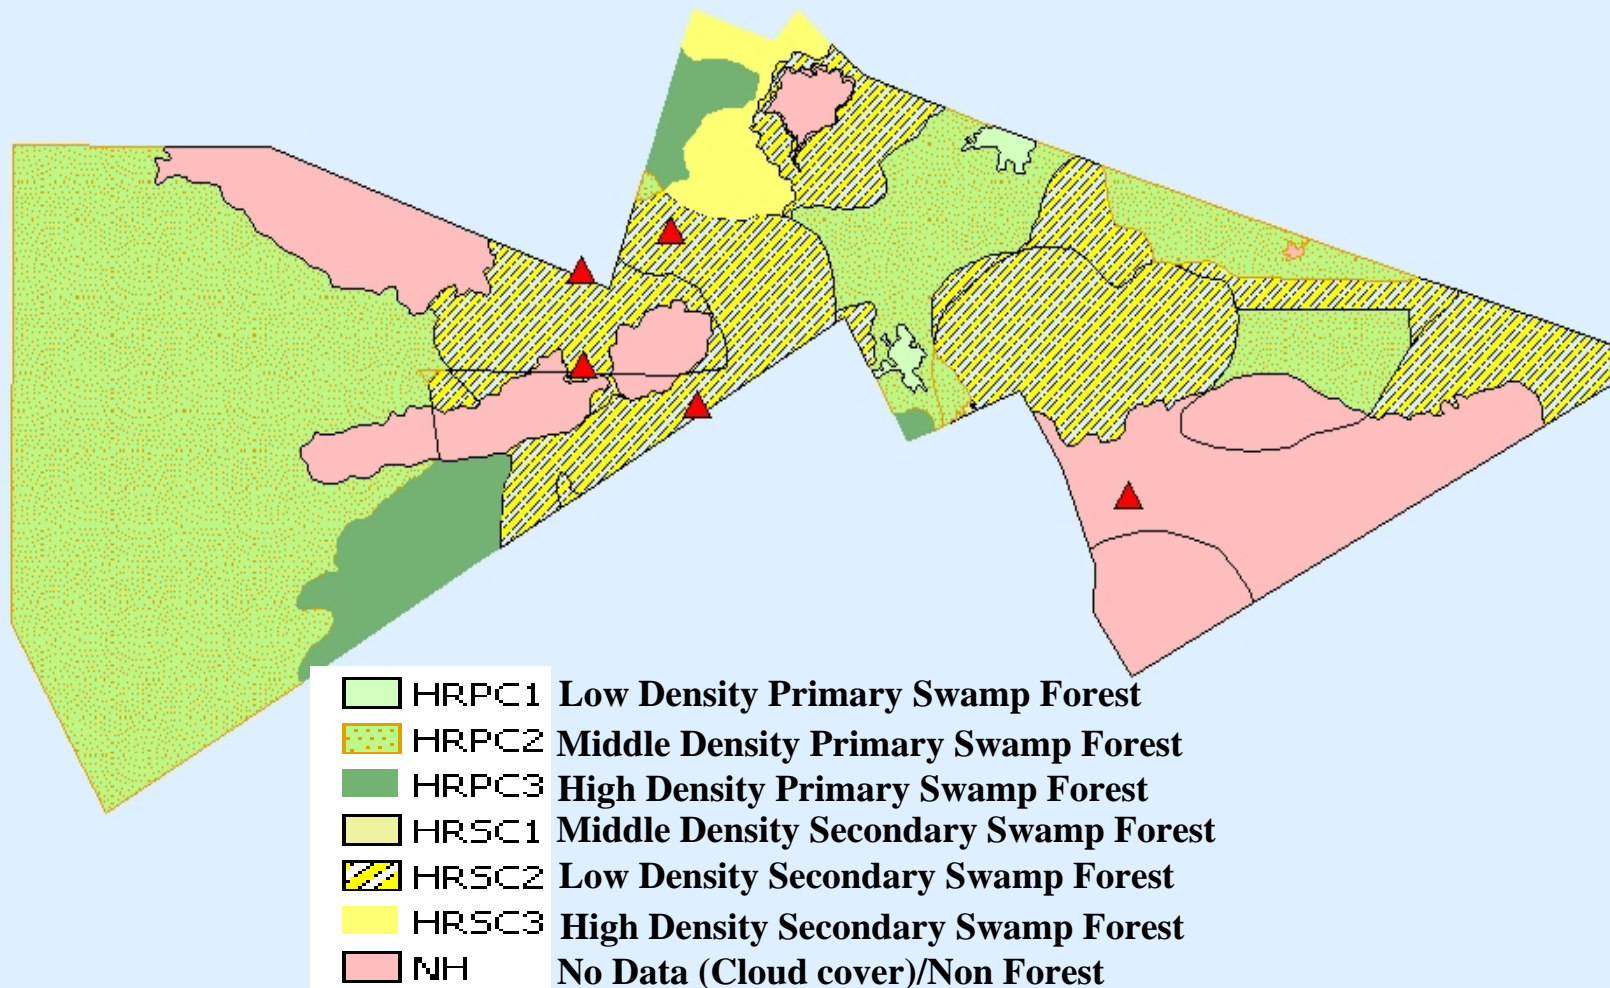 HRPC1 Low Density Primary Swamp Forest
HRPC2 Middle Density Primary Swamp Forest
HRPC3 High Density Primary Swamp Forest
HRSC1 Middle Density Secondary Swamp Forest
HRSC2 Low Density Secondary Swamp Forest
HRSC3 High Density Secondary Swamp Forest
NH No Data (Cloud cover)/Non Forest